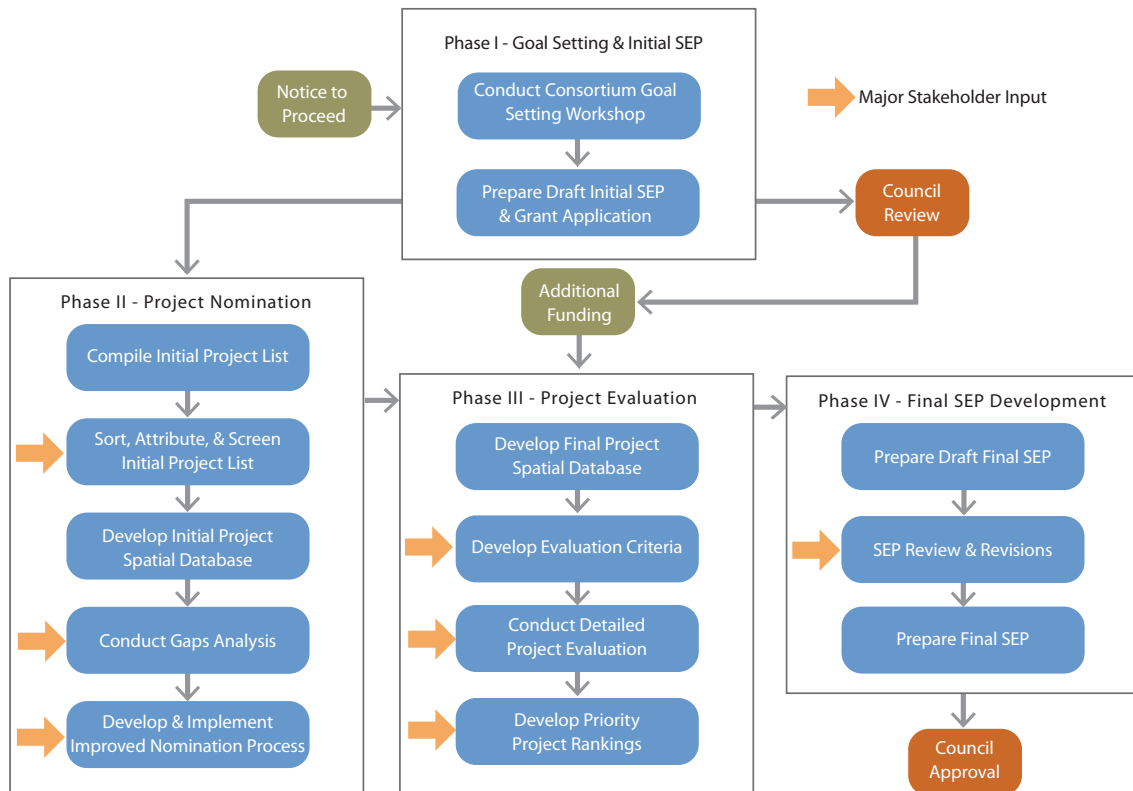 Phase I - Goal Setting & Initial SEP
Notice to
Proceed
Conduct Consortium Goal
Setting Workshop
Major Stakeholder Input
Prepare Draft Initial SEP
& Grant Application
Council
Review
Additional
Funding
Phase II - Project Nomination
Compile Initial Project List
Sort, Attribute, & Screen
Initial Project List
Develop Initial Project
Spatial Database
Conduct Gaps Analysis
Develop & Implement
Improved Nomination Process
Phase III - Project Evaluation
Develop Final Project
Spatial Database
Develop Evaluation Criteria
Conduct Detailed
Project Evaluation
Develop Priority
Project Rankings
Phase IV - Final SEP Development
Prepare Draft Final SEP
SEP Review & Revisions
Prepare Final SEP
Council
Approval